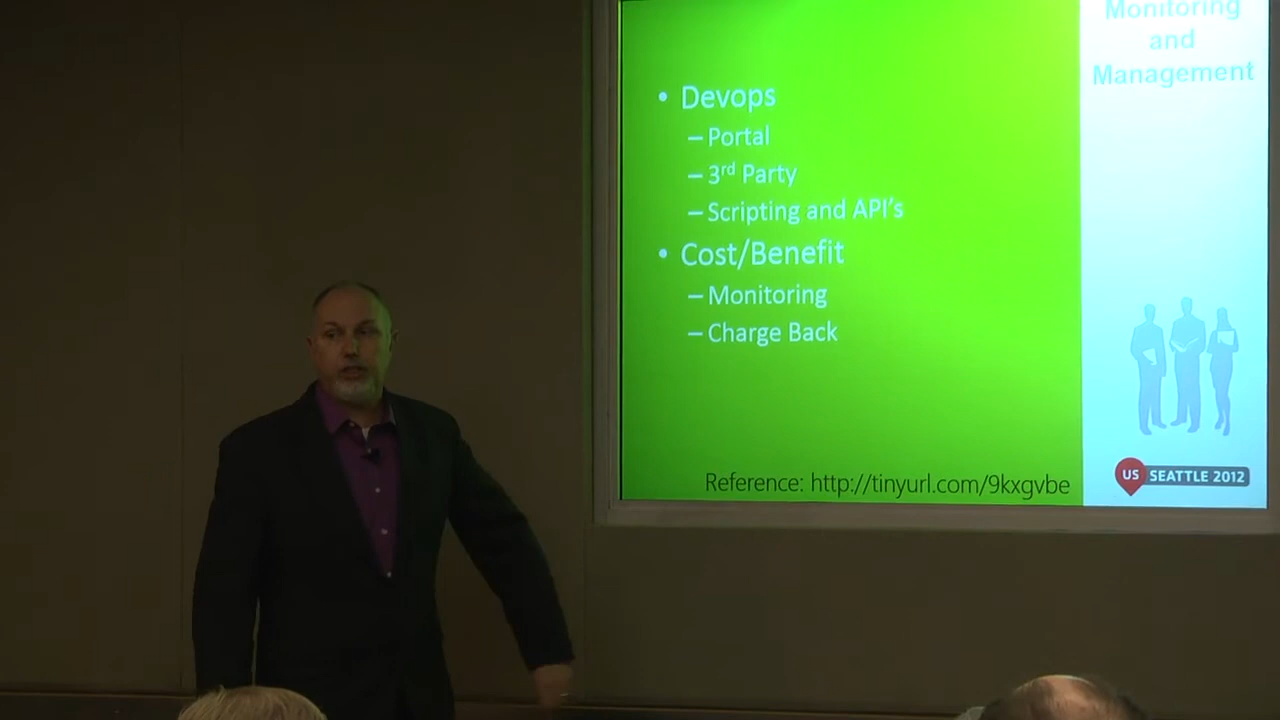 Monitoring
and
Management
• Devops
– Portal
– 3rd Party
– Scripting and API's
• Cost/Benefit
– Monitoring
– Charge Back
Reference: http://tinyurl.com/9kxgvbe
US SEATTLE 2012